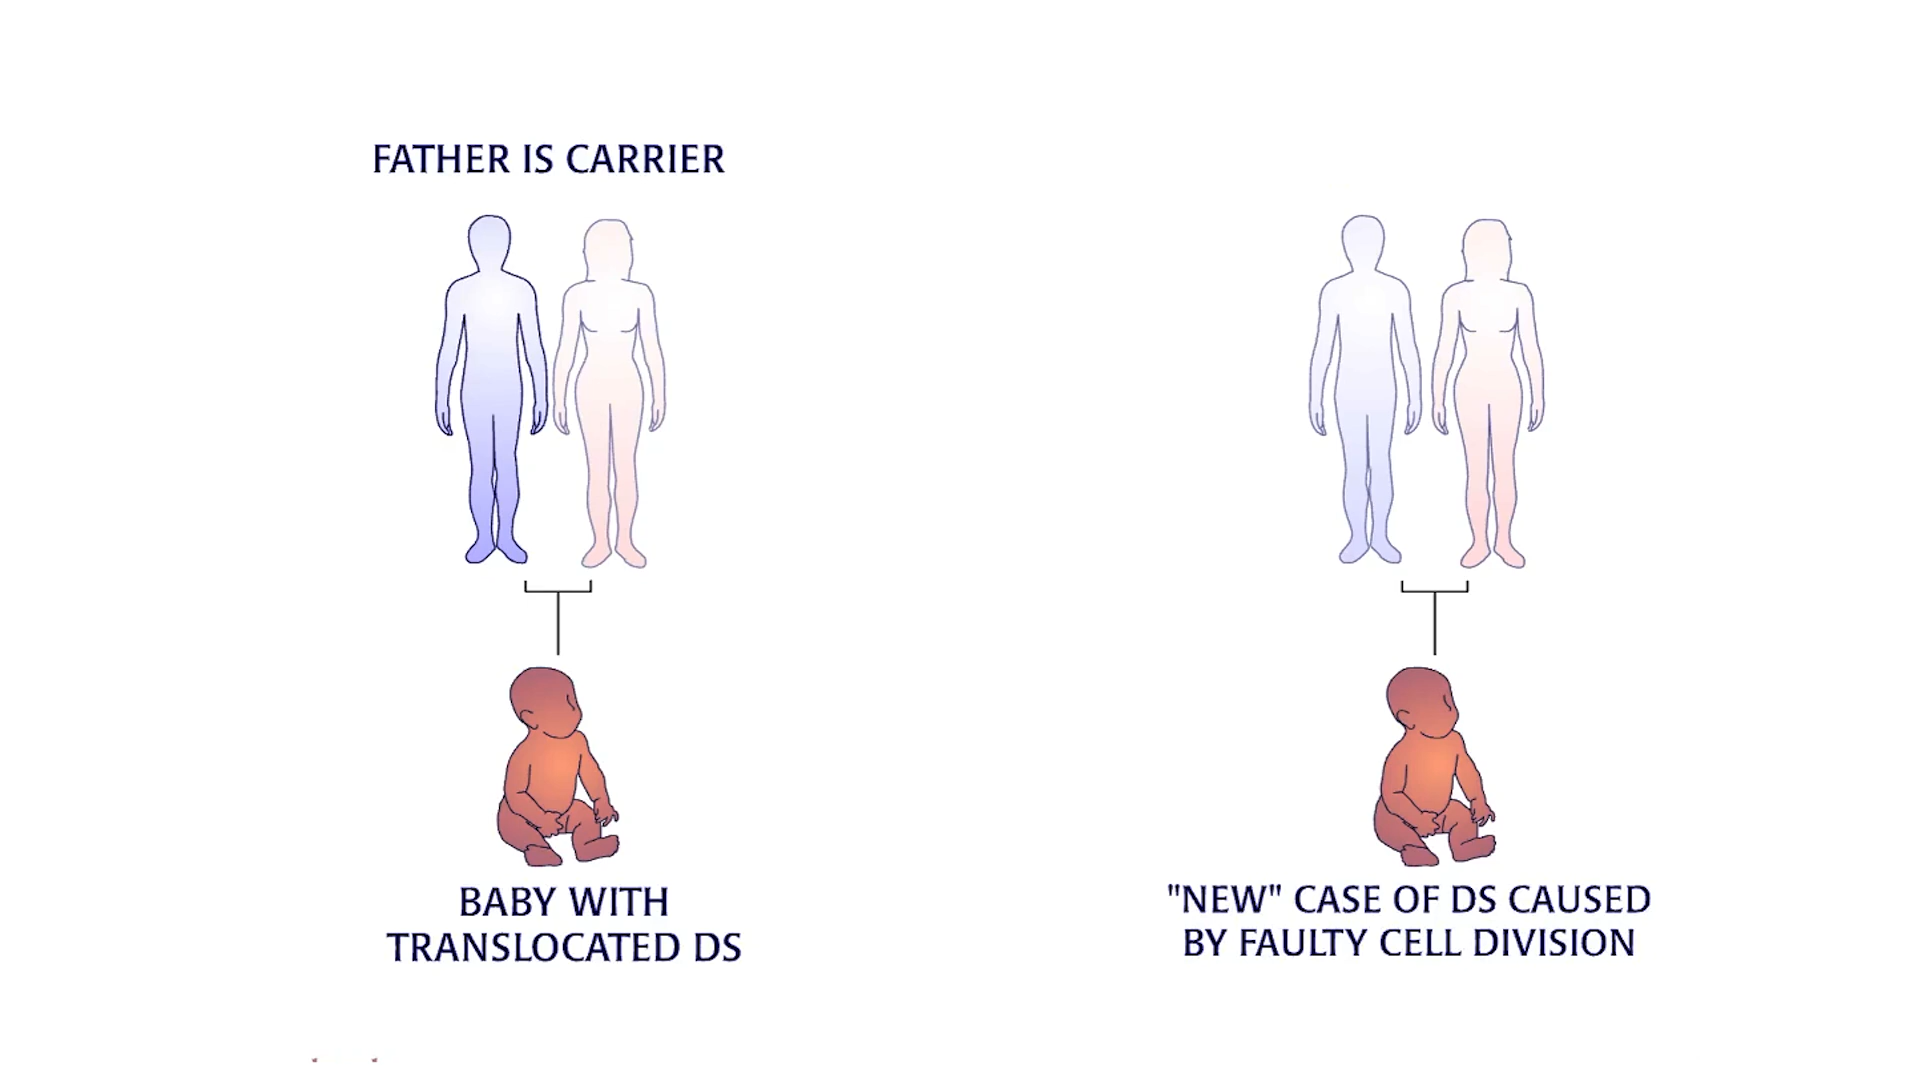 FATHER IS CARRIER
BABY WITH
TRANSLOCATED DS
"NEW" CASE OF DS CAUSED
BY FAULTY CELL DIVISION